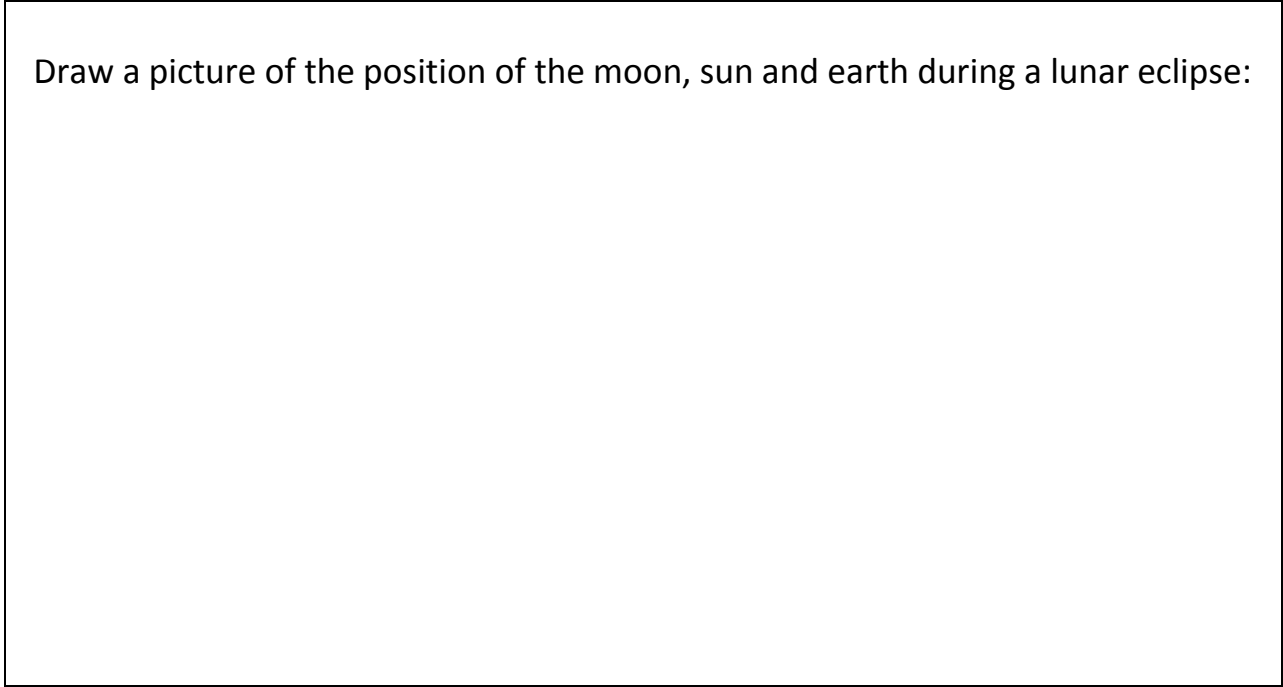 Draw a picture of the position of the moon, sun and earth during a lunar eclipse: